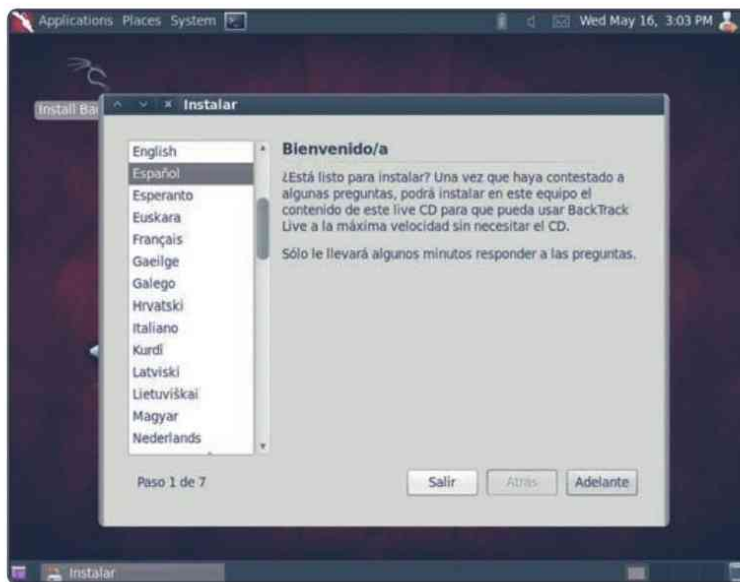 Applications Places System
Wed May 16, 3:03 PM
Install Ba
Instalar
English
Español
Esperanto
Euskara
Français
Gaeilge
Galego
Hrvatski
Italiano
Kurdî
Latviski
Lietuviškai
Magyar
Nederlands
Bienvenido/a
¿Está listo para instalar? Una vez que haya contestado a
algunas preguntas, podrá instalar en este equipo el
contenido de este live CD para que pueda usar BackTrack
Live a la máxima velocidad sin necesitar el CD.
Sólo le llevará algunos minutos responder a las preguntas.
Paso 1 de 7
Salir
Atrás
Adelante
Instalar